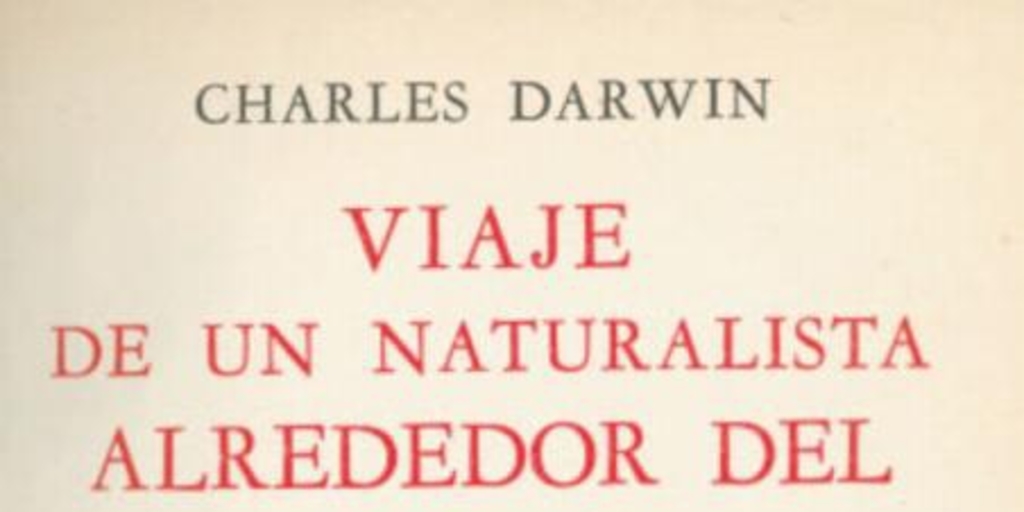 CHARLES DARWIN
VIAJE
DE UN NATURALISTA
ALREDEDOR DEL